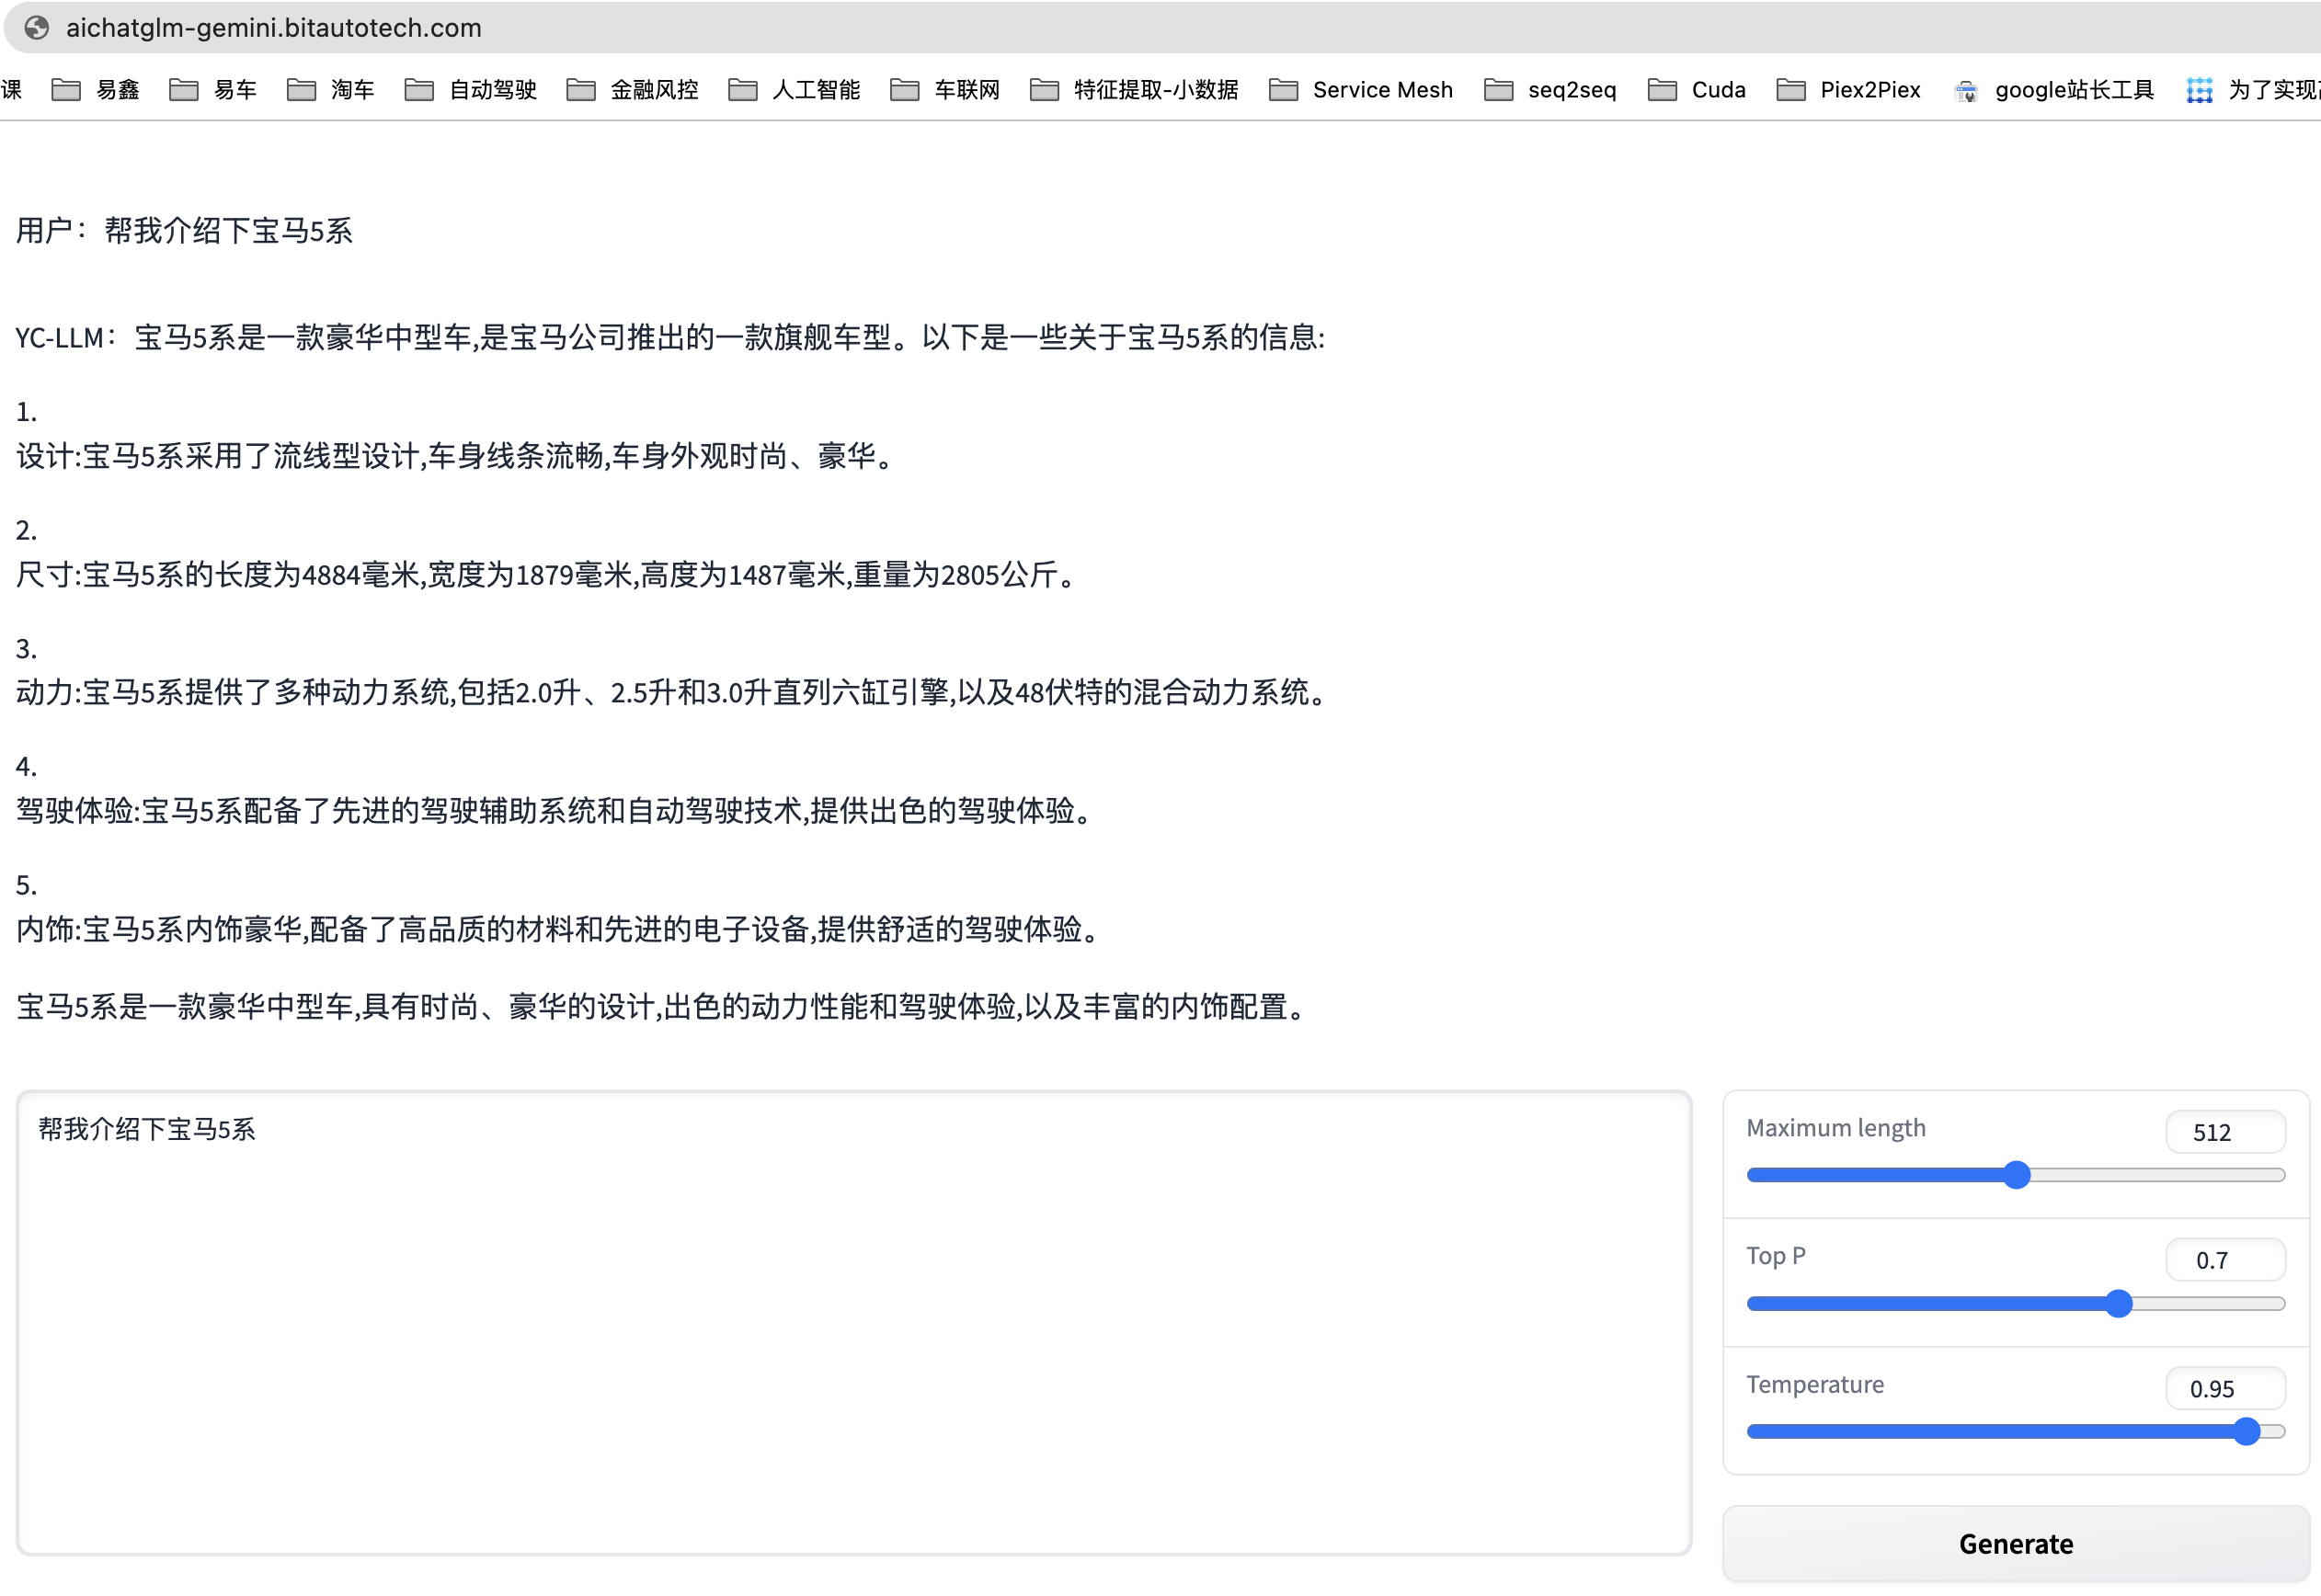 aichatglm-gemini.bitautotech.com
课 易鑫 易车 淘车 自动驾驶 金融风控 人工智能 车联网 特征提取-小数据 Service Mesh seq2seq Cuda Piex2Piex google站长工具 为了实现
用户：帮我介绍下宝马5系
YC-LLM：宝马5系是一款豪华中型车,是宝马公司推出的一款旗舰车型。以下是一些关于宝马5系的信息:
1.
设计:宝马5系采用了流线型设计,车身线条流畅,车身外观时尚、豪华。
2.
尺寸:宝马5系的长度为4884毫米,宽度为1879毫米,高度为1487毫米,重量为2805公斤。
3.
动力:宝马5系提供了多种动力系统,包括2.0升、2.5升和3.0升直列六缸引擎,以及48伏特的混合动力系统。
4.
驾驶体验:宝马5系配备了先进的驾驶辅助系统和自动驾驶技术,提供出色的驾驶体验。
5.
内饰:宝马5系内饰豪华,配备了高品质的材料和先进的电子设备,提供舒适的驾驶体验。
宝马5系是一款豪华中型车,具有时尚、豪华的设计,出色的动力性能和驾驶体验,以及丰富的内饰配置。
帮我介绍下宝马5系
Maximum length 512
Top P 0.7
Temperature 0.95
Generate